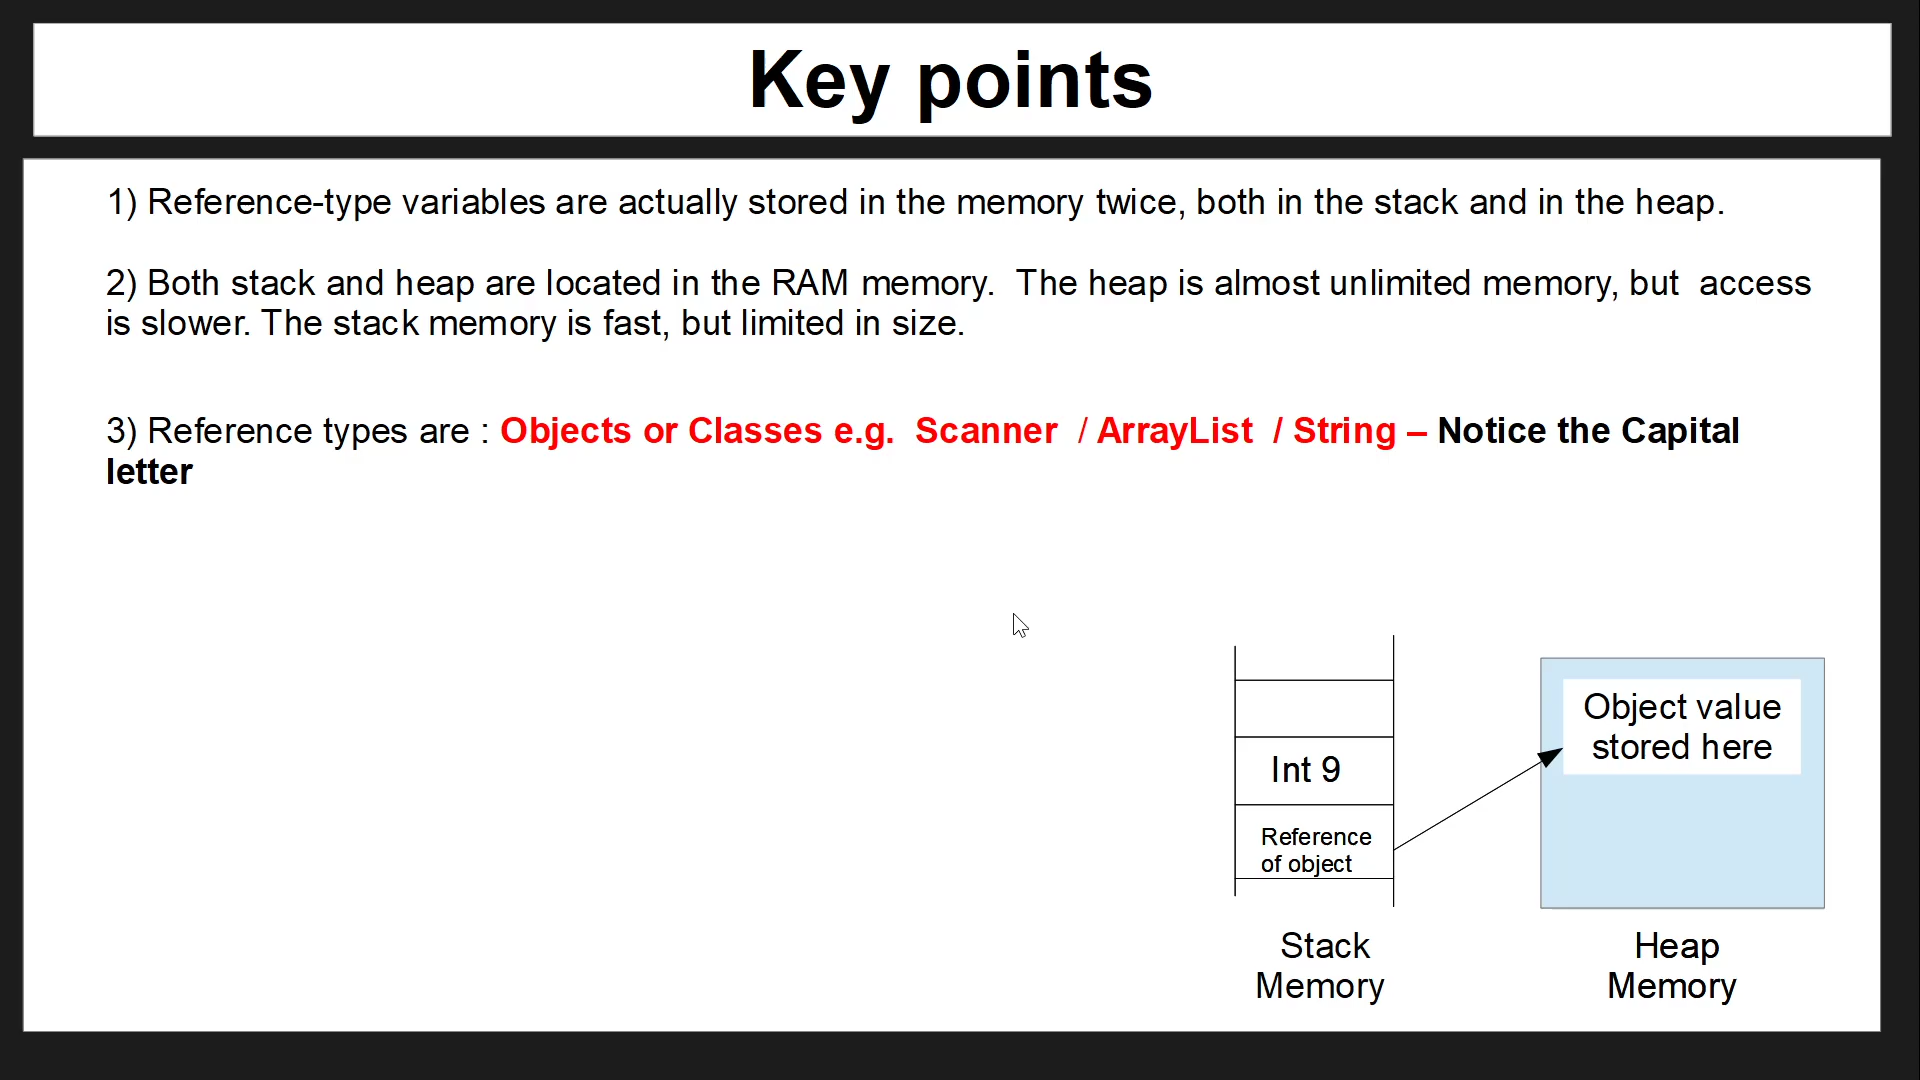 Key points
1) Reference-type variables are actually stored in the memory twice, both in the stack and in the heap.
2) Both stack and heap are located in the RAM memory.  The heap is almost unlimited memory, but  access
is slower. The stack memory is fast, but limited in size.
3) Reference types are : Objects or Classes e.g.  Scanner  / ArrayList  / String – Notice the Capital
letter
Int 9
Reference
of object
Object value
stored here
Stack
Memory
Heap
Memory